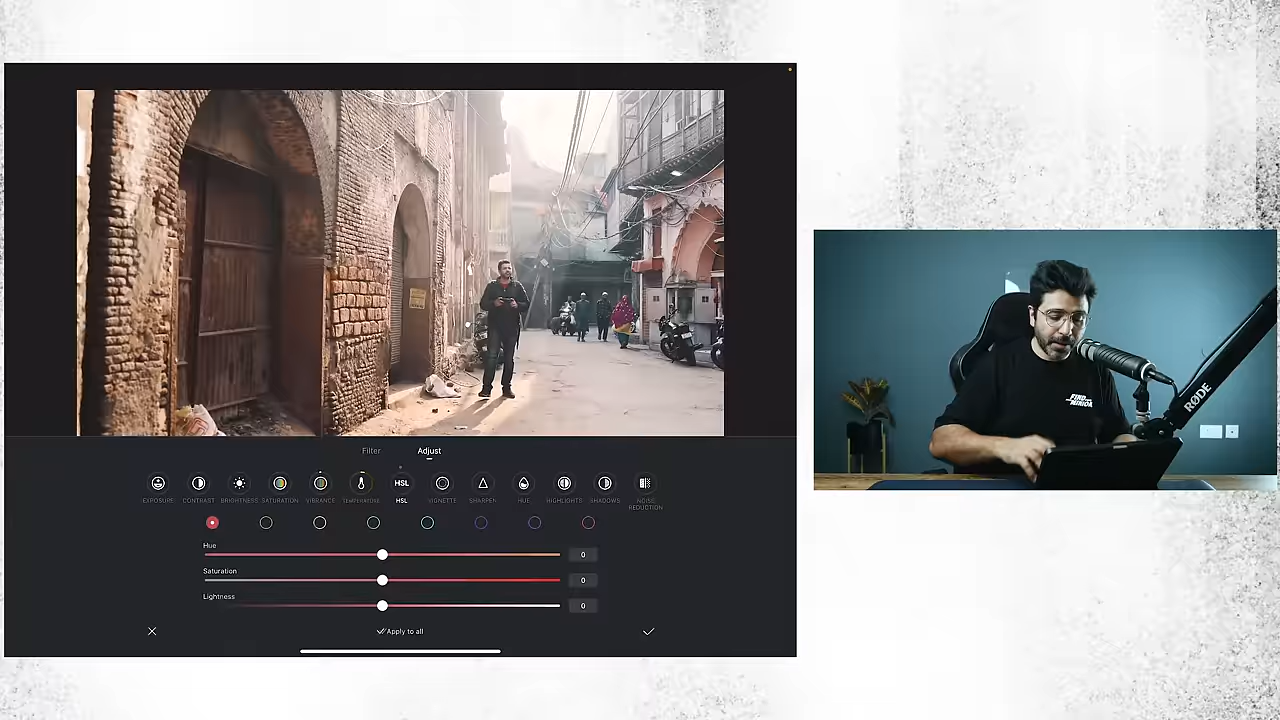 Filter Adjust
HSL
EXPOSURE CONTRAST BRIGHTNESS SATURATION VIBRANCE TEMPERATURE HSL VIGNETTE SHARPEN HUE HIGHLIGHTS SHADOWS NOISE
REDUCTION
Hue 0
Saturation 0
Lightness 0
Apply to all
RØDE